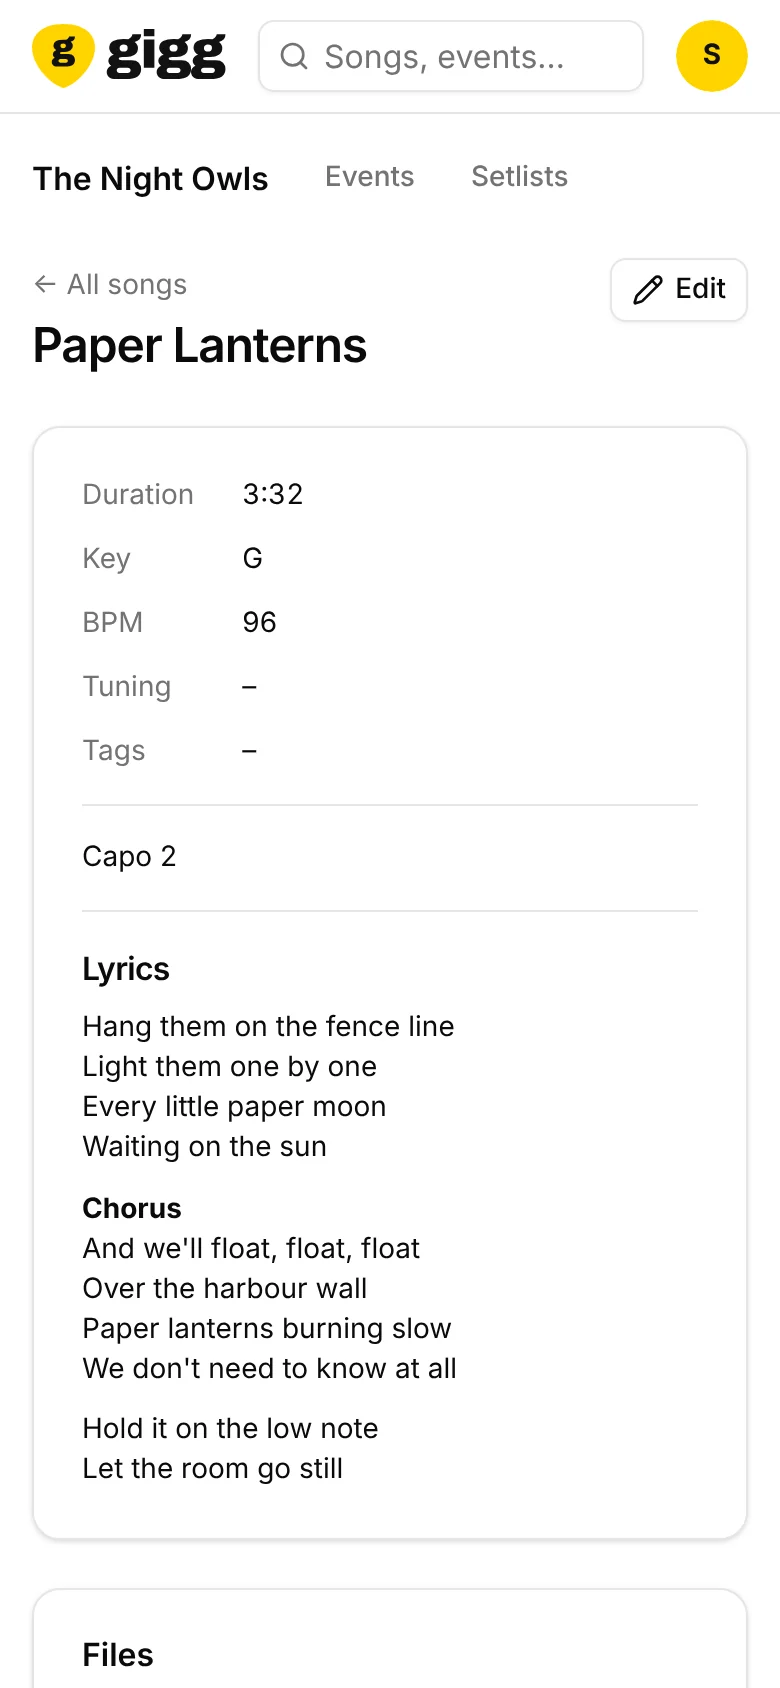 g gigg
Songs, events...
S
The Night Owls
Events
Setlists
← All songs
Edit
Paper Lanterns
Duration 3:32
Key G
BPM 96
Tuning –
Tags –
Capo 2
Lyrics
Hang them on the fence line
Light them one by one
Every little paper moon
Waiting on the sun
Chorus
And we'll float, float, float
Over the harbour wall
Paper lanterns burning slow
We don't need to know at all
Hold it on the low note
Let the room go still
Files